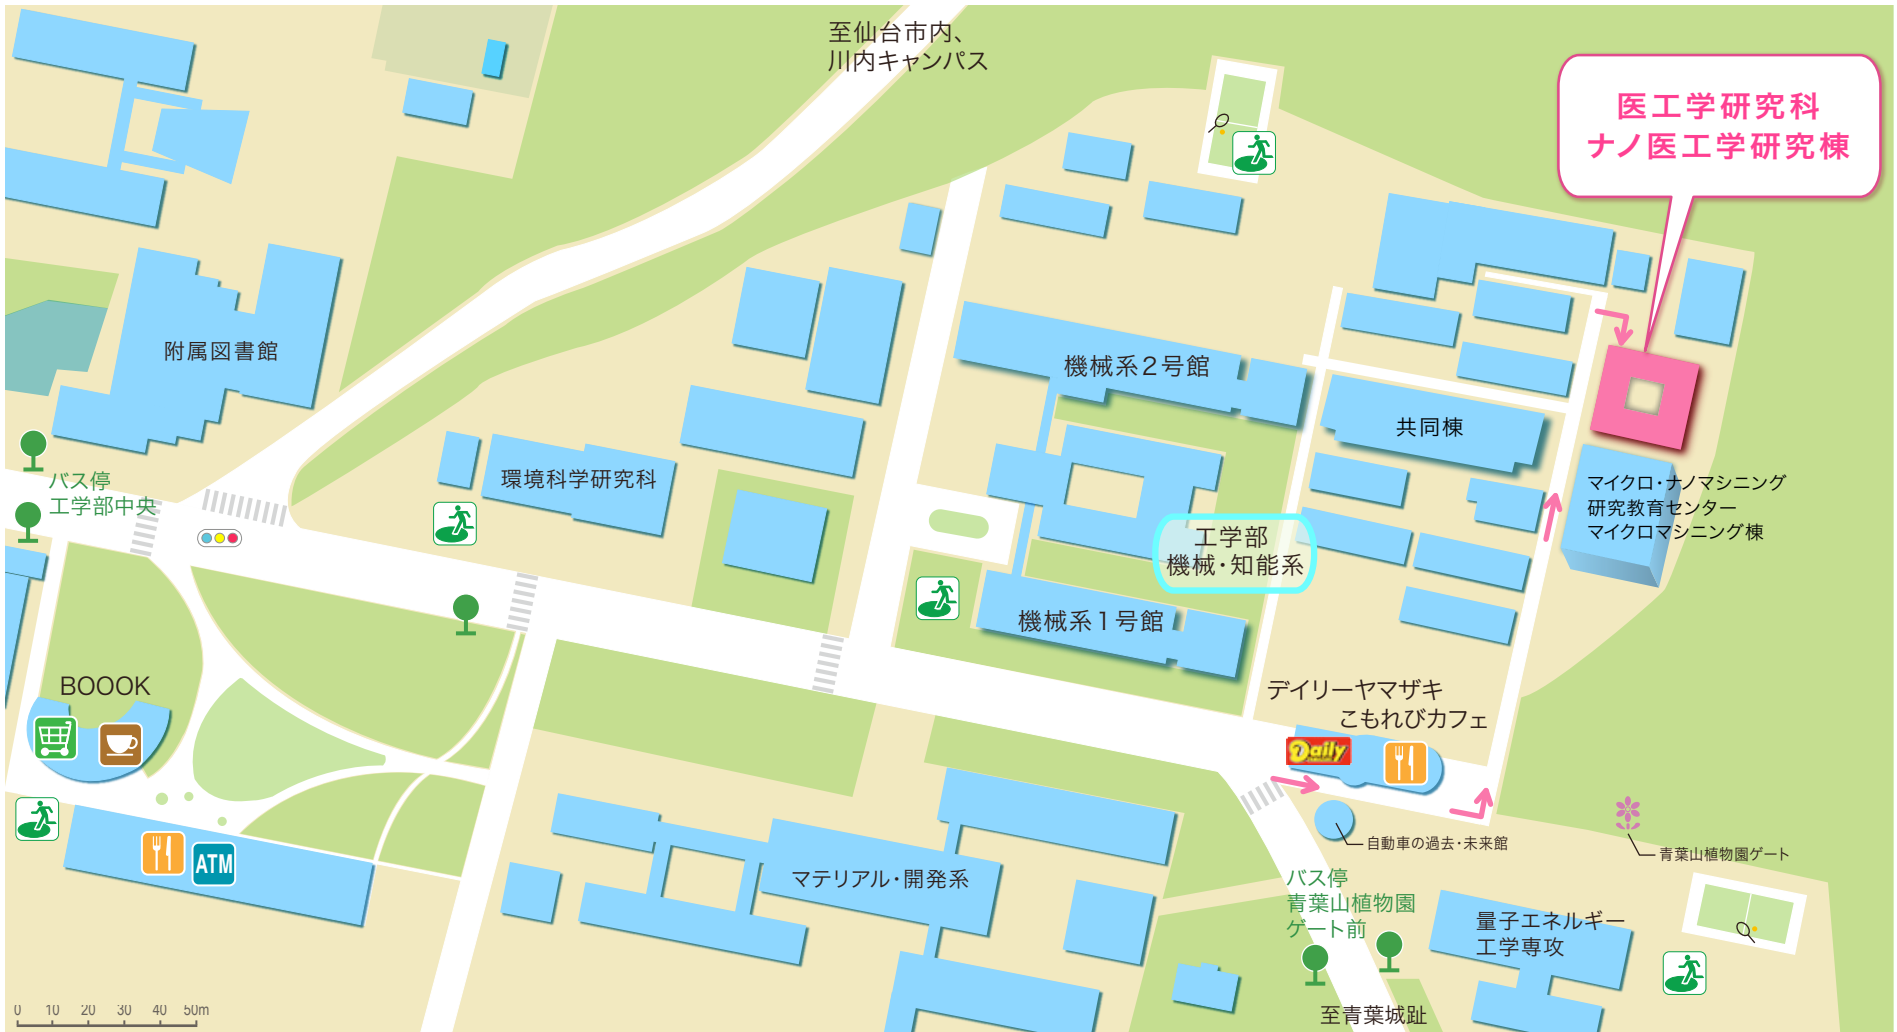 至仙台市内、
川内キャンパス
医工学研究科
ナノ医工学研究棟
附属図書館
機械系2号館
共同棟
環境科学研究科
バス停
工学部中央
マイクロ・ナノマシニング
研究教育センター
マイクロマシニング棟
工学部
機械・知能系
機械系1号館
BOOOK
デイリーヤマザキ
こもれびカフェ
Daily
自動車の過去・未来館
青葉山植物園ゲート
ATM
マテリアル・開発系
バス停
青葉山植物園
ゲート前
量子エネルギー
工学専攻
至青葉城趾
0 10 20 30 40 50m